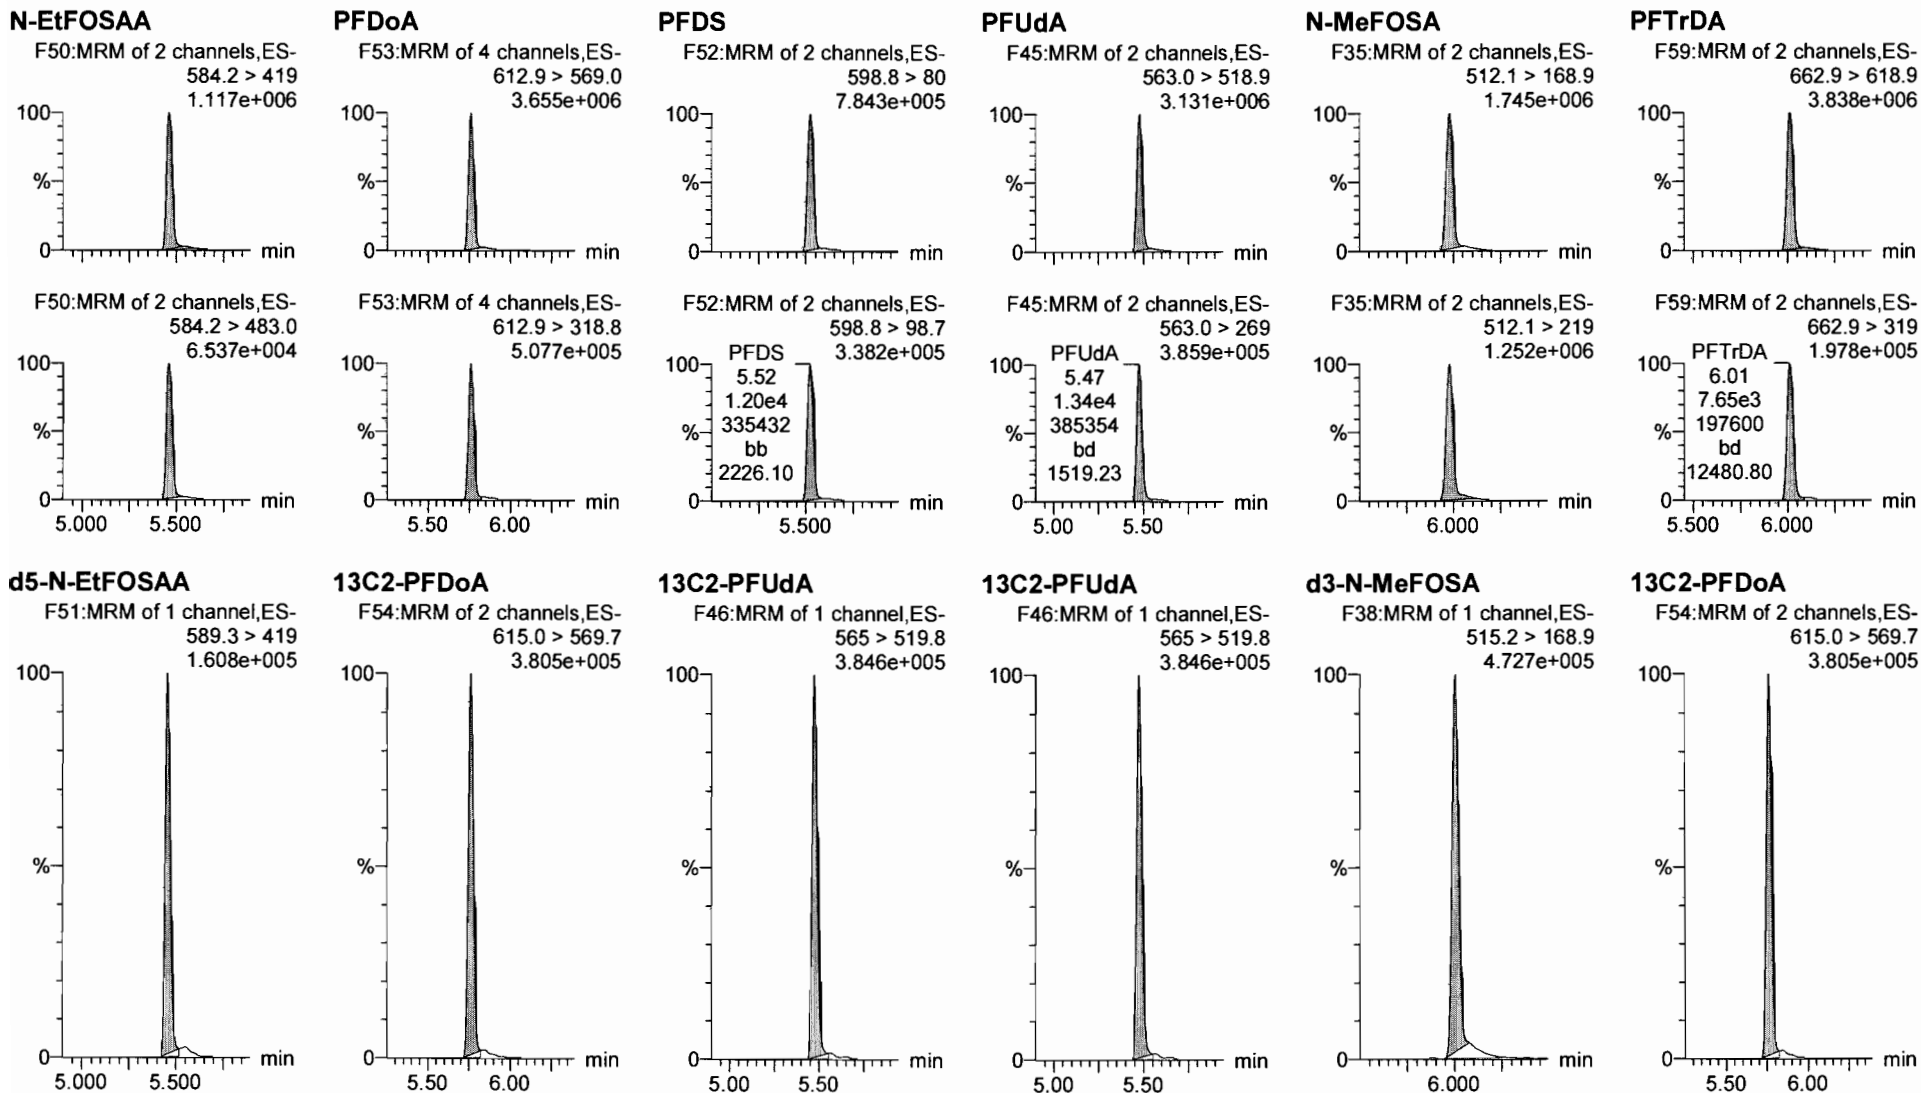 N-EtFOSAA
F50:MRM of 2 channels,ES-
584.2 > 419
1.117e+006
100
%
0
min
PFDoA
F53:MRM of 4 channels,ES-
612.9 > 569.0
3.655e+006
100
%
0
min
PFDS
F52:MRM of 2 channels,ES-
598.8 > 80
7.843e+005
100
%
0
min
PFUdA
F45:MRM of 2 channels,ES-
563.0 > 518.9
3.131e+006
100
%
0
min
N-MeFOSA
F35:MRM of 2 channels,ES-
512.1 > 168.9
1.745e+006
100
%
0
min
PFTrDA
F59:MRM of 2 channels,ES-
662.9 > 618.9
3.838e+006
100
%
0
min
F50:MRM of 2 channels,ES-
584.2 > 483.0
6.537e+004
100
%
0
min
5.000 5.500
F53:MRM of 4 channels,ES-
612.9 > 318.8
5.077e+005
100
%
0
min
5.50 6.00
F52:MRM of 2 channels,ES-
598.8 > 98.7
3.382e+005
100
PFDS
5.52
1.20e4
335432
bb
2226.10
%
0
min
5.500
F45:MRM of 2 channels,ES-
563.0 > 269
3.859e+005
100
PFUdA
5.47
1.34e4
385354
bd
1519.23
%
0
min
5.00 5.50
F35:MRM of 2 channels,ES-
512.1 > 219
1.252e+006
100
%
0
min
6.000
F59:MRM of 2 channels,ES-
662.9 > 319
1.978e+005
100
PFTrDA
6.01
7.65e3
197600
bd
12480.80
%
0
min
5.500 6.000
d5-N-EtFOSAA
F51:MRM of 1 channel,ES-
589.3 > 419
1.608e+005
100
%
0
min
5.000 5.500
13C2-PFDoA
F54:MRM of 2 channels,ES-
615.0 > 569.7
3.805e+005
100
%
0
min
5.50 6.00
13C2-PFUdA
F46:MRM of 1 channel,ES-
565 > 519.8
3.846e+005
100
%
0
min
5.00 5.50
13C2-PFUdA
F46:MRM of 1 channel,ES-
565 > 519.8
3.846e+005
100
%
0
min
5.00 5.50
d3-N-MeFOSA
F38:MRM of 1 channel,ES-
515.2 > 168.9
4.727e+005
100
%
0
min
6.000
13C2-PFDoA
F54:MRM of 2 channels,ES-
615.0 > 569.7
3.805e+005
100
%
0
min
5.50 6.00